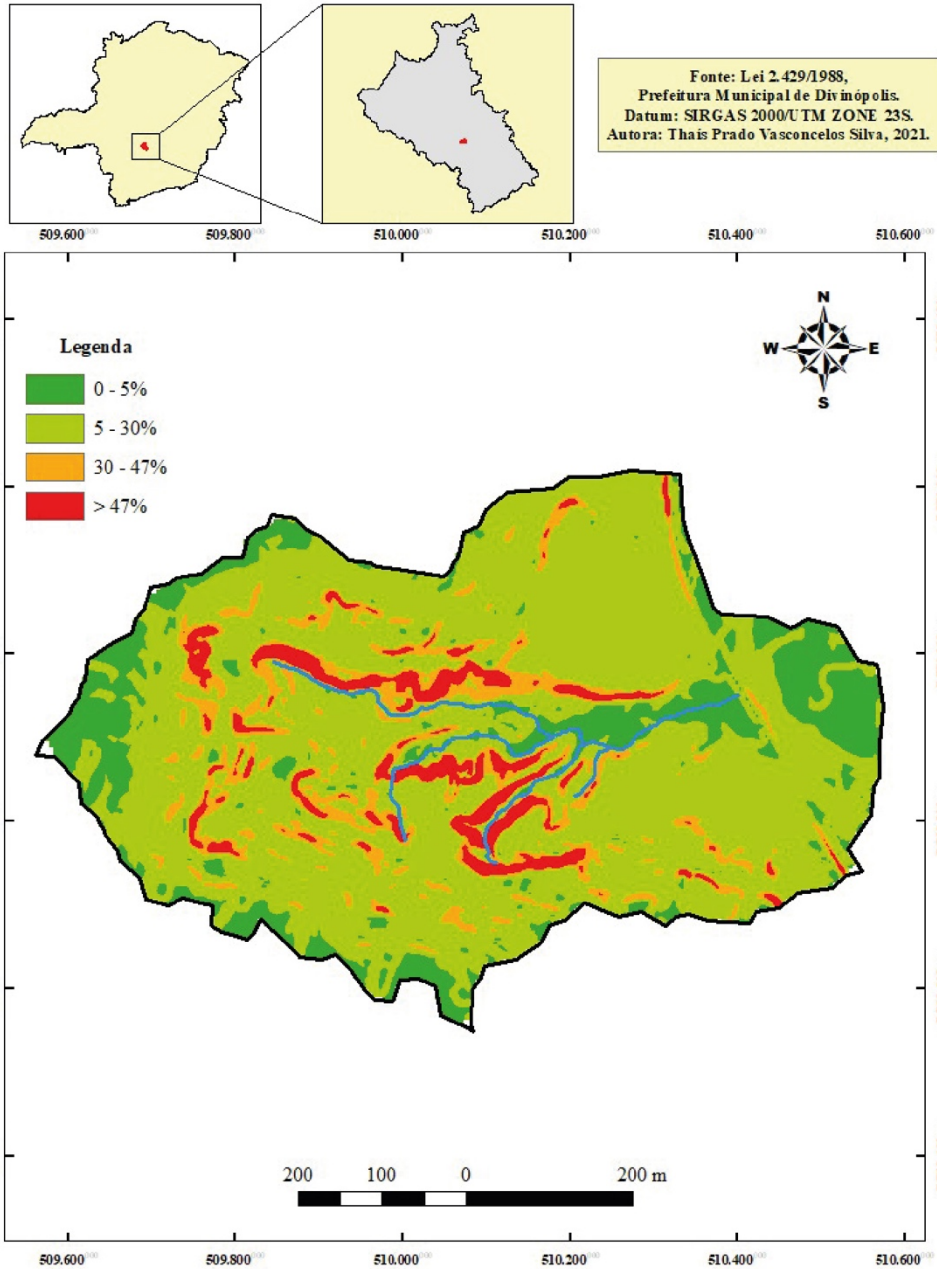 Fonte: Lei 2.429/1988,
Prefeitura Municipal de Divinópolis.
Datum: SIRGAS 2000/UTM ZONE 23S.
Autora: Thaís Prado Vasconcelos Silva, 2021.
509.600 509.800 510.000 510.200 510.400 510.600
N
W E
S
Legenda
0 - 5%
5 - 30%
30 - 47%
> 47%
200 100 0 200 m
509.600 509.800 510.000 510.200 510.400 510.600